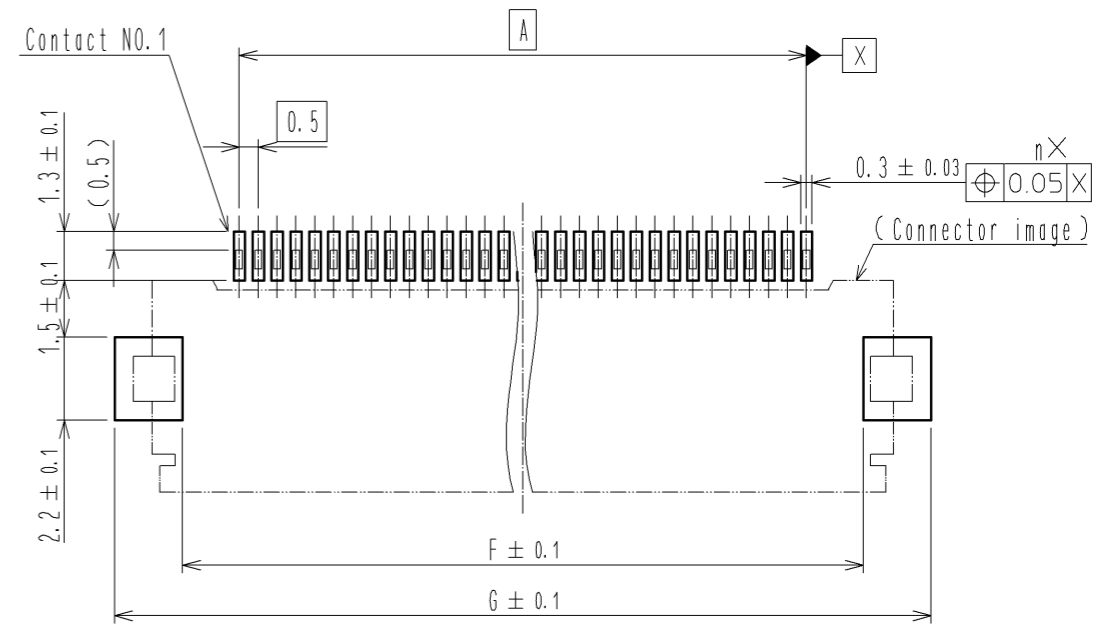 Contact NO. 1
A
X
0.5
1.3 ± 0.1
(0.5)
nX
0.3 ± 0.03
⌖ 0.05 X
(Connector image)
1.5 ± 0.1
2.2 ± 0.1
F ± 0.1
G ± 0.1